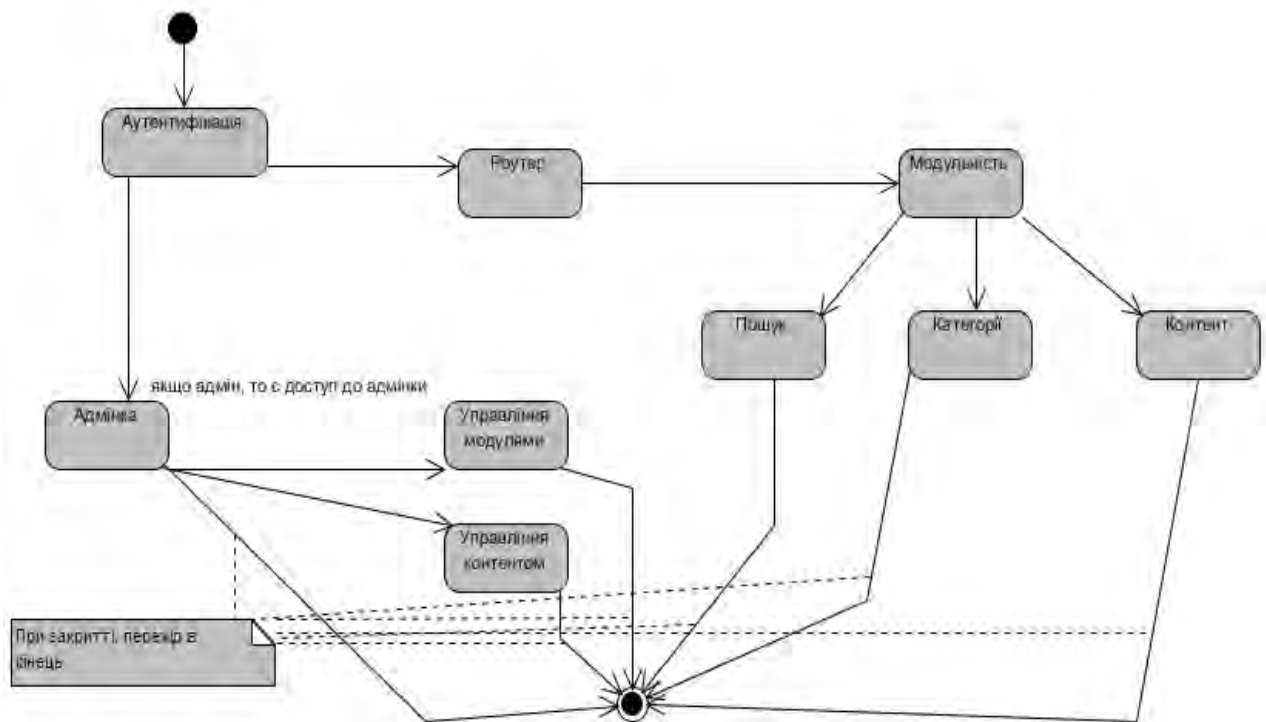 Аутентифікація
Роутер
Модульність
Пошук
Категорії
Контент
якщо адмін, то є доступ до адмінки
Адмінка
Управління
модулями
Управління
контентом
При закритті, перехід в
кінець